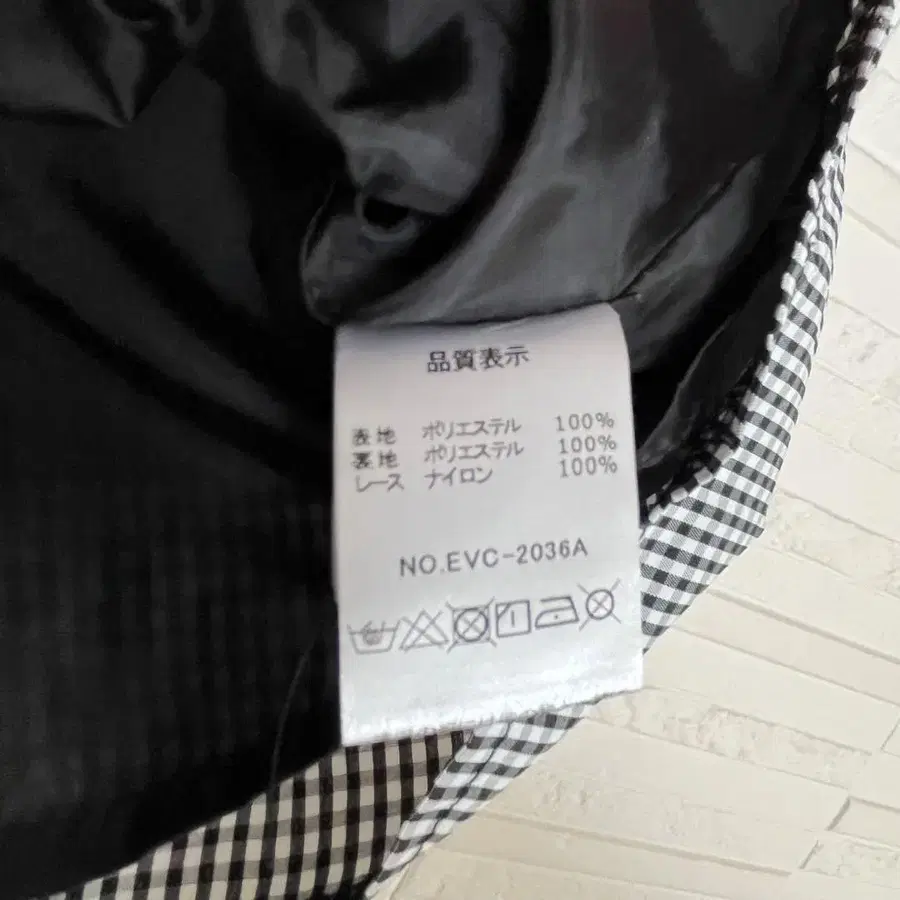 品質表示
表地 ポリエステル 100%
裏地 ポリエステル 100%
レース ナイロン 100%
NO.EVC-2036A